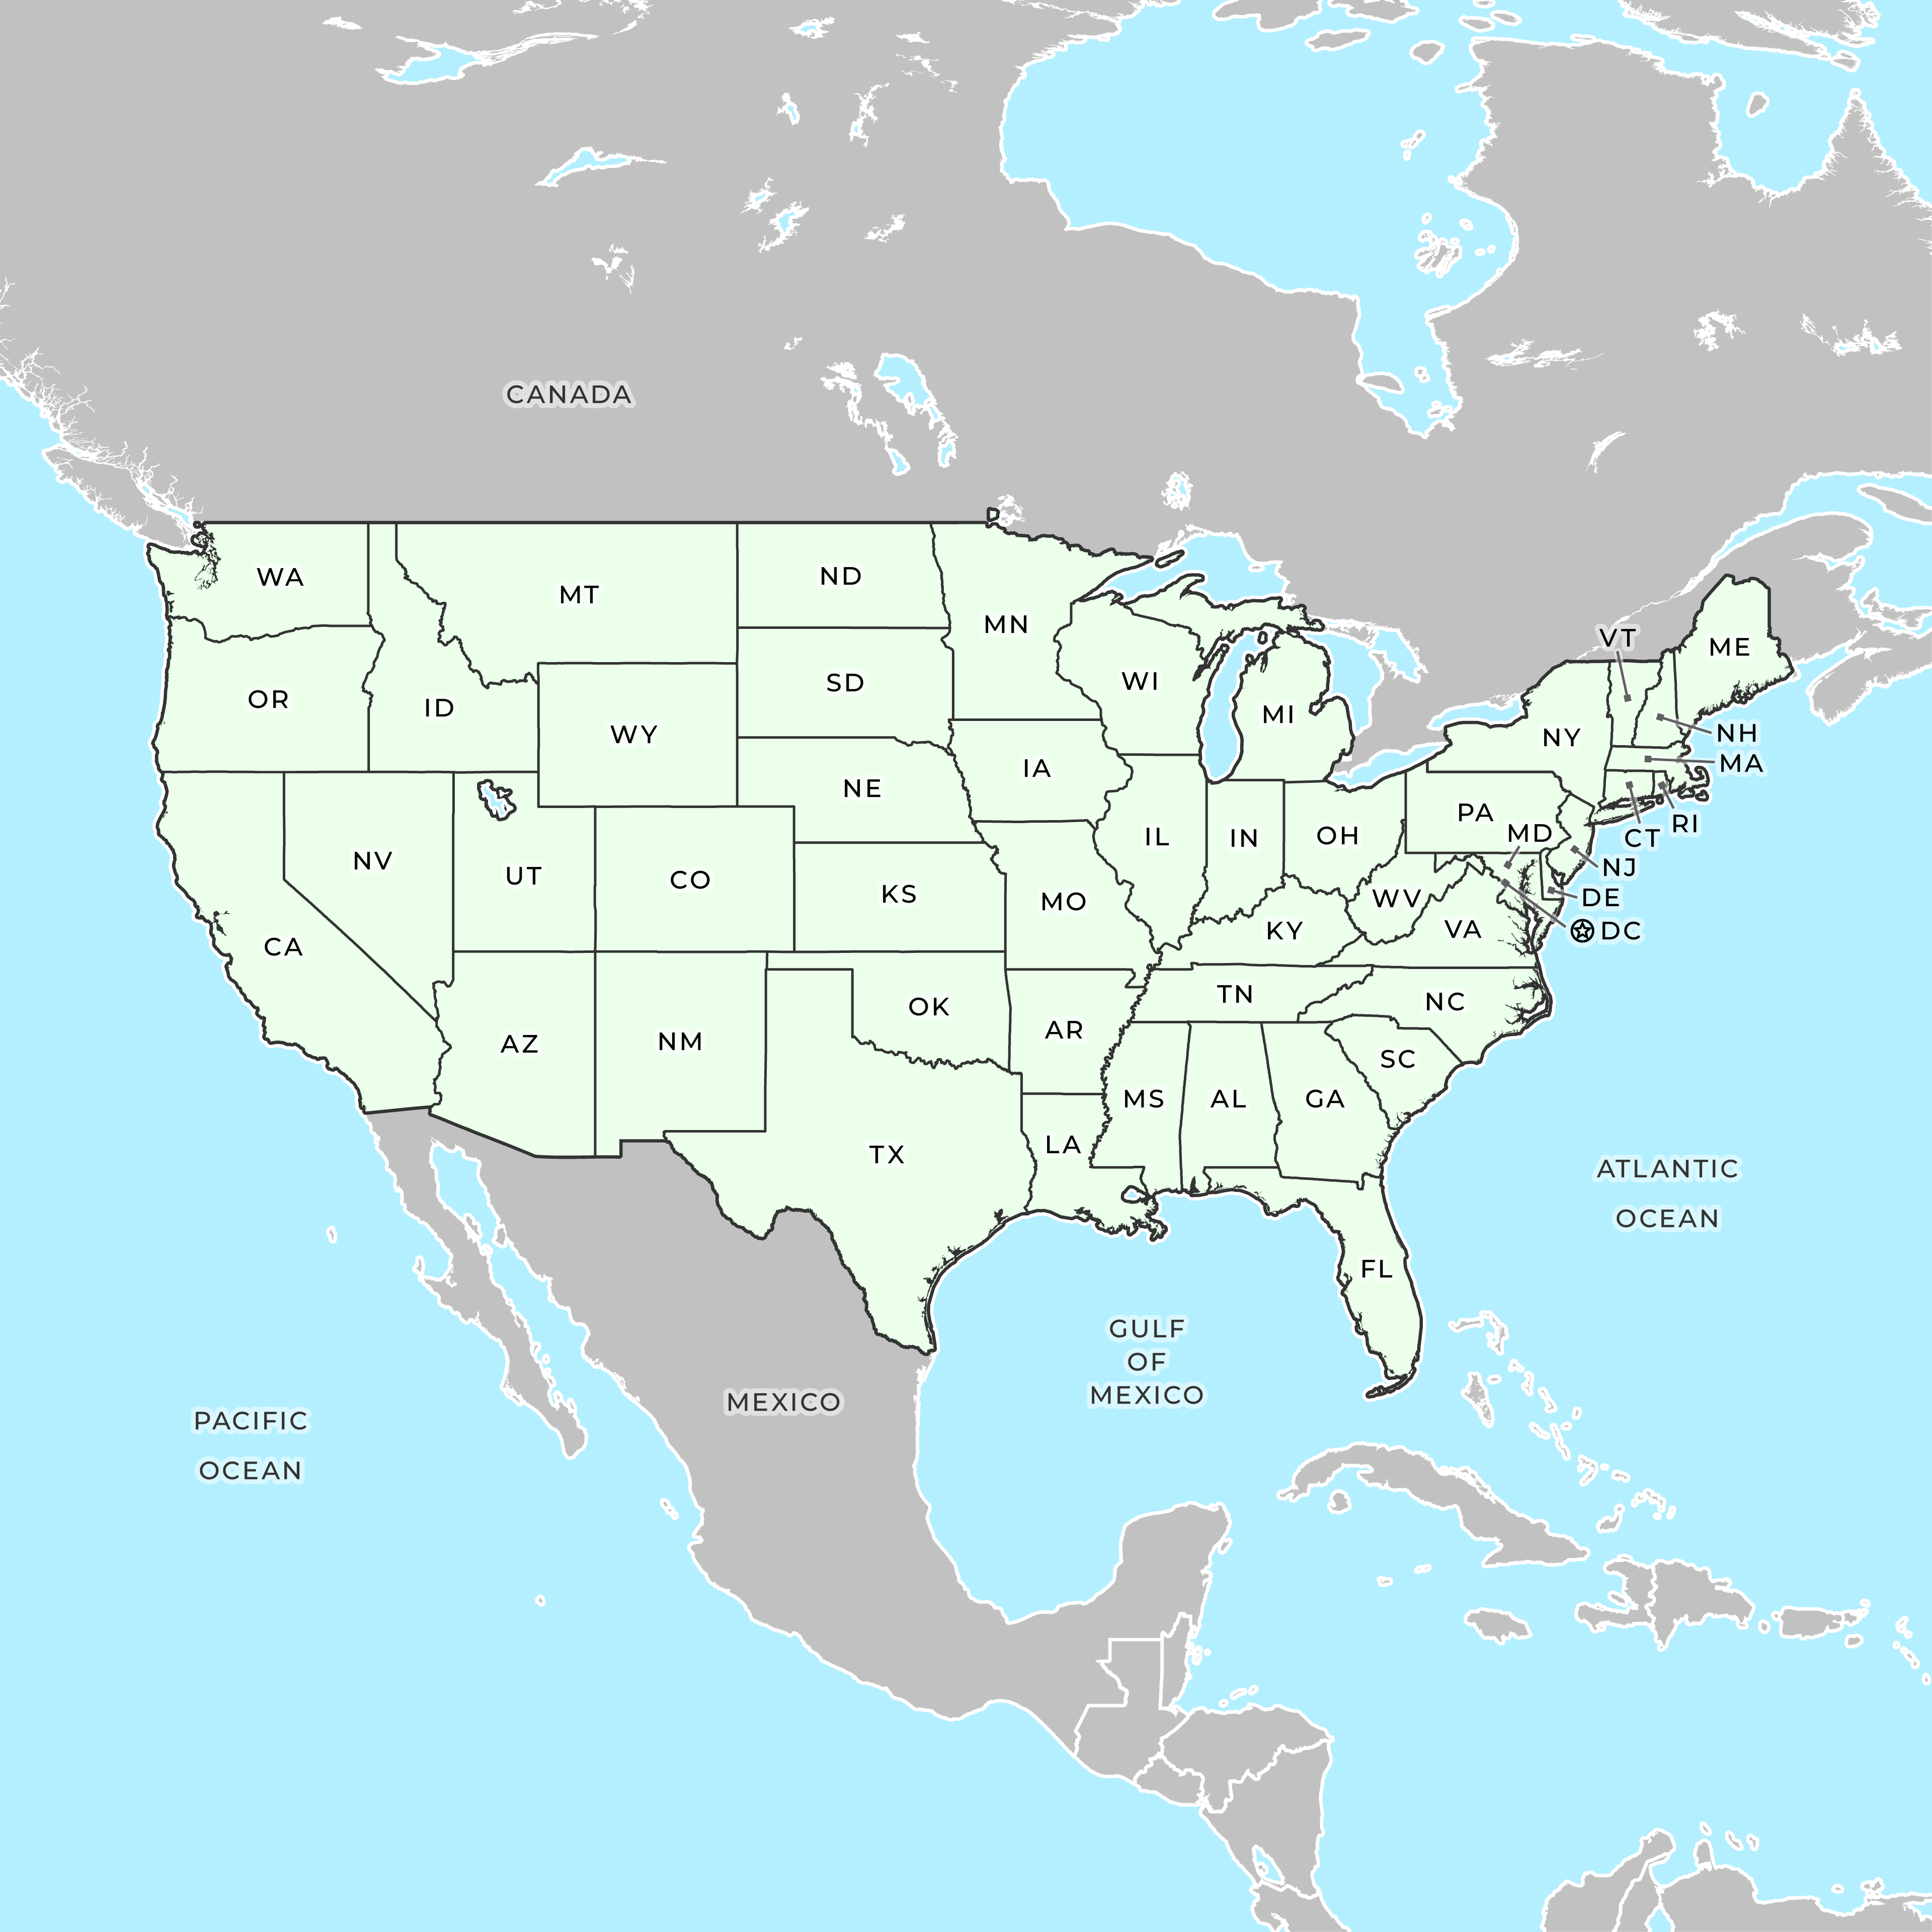 CANADA
WA
MT
ND
MN
VT
ME
OR
ID
SD
WI
MI
NY
NH
MA
WY
IA
NE
PA
MD
RI
CT
NV
UT
CO
KS
MO
IL
IN
OH
NJ
WV
DE
CA
KY
VA
DC
AZ
NM
OK
AR
TN
NC
SC
MS
AL
GA
TX
LA
FL
ATLANTIC
OCEAN
GULF
OF
MEXICO
MEXICO
PACIFIC
OCEAN